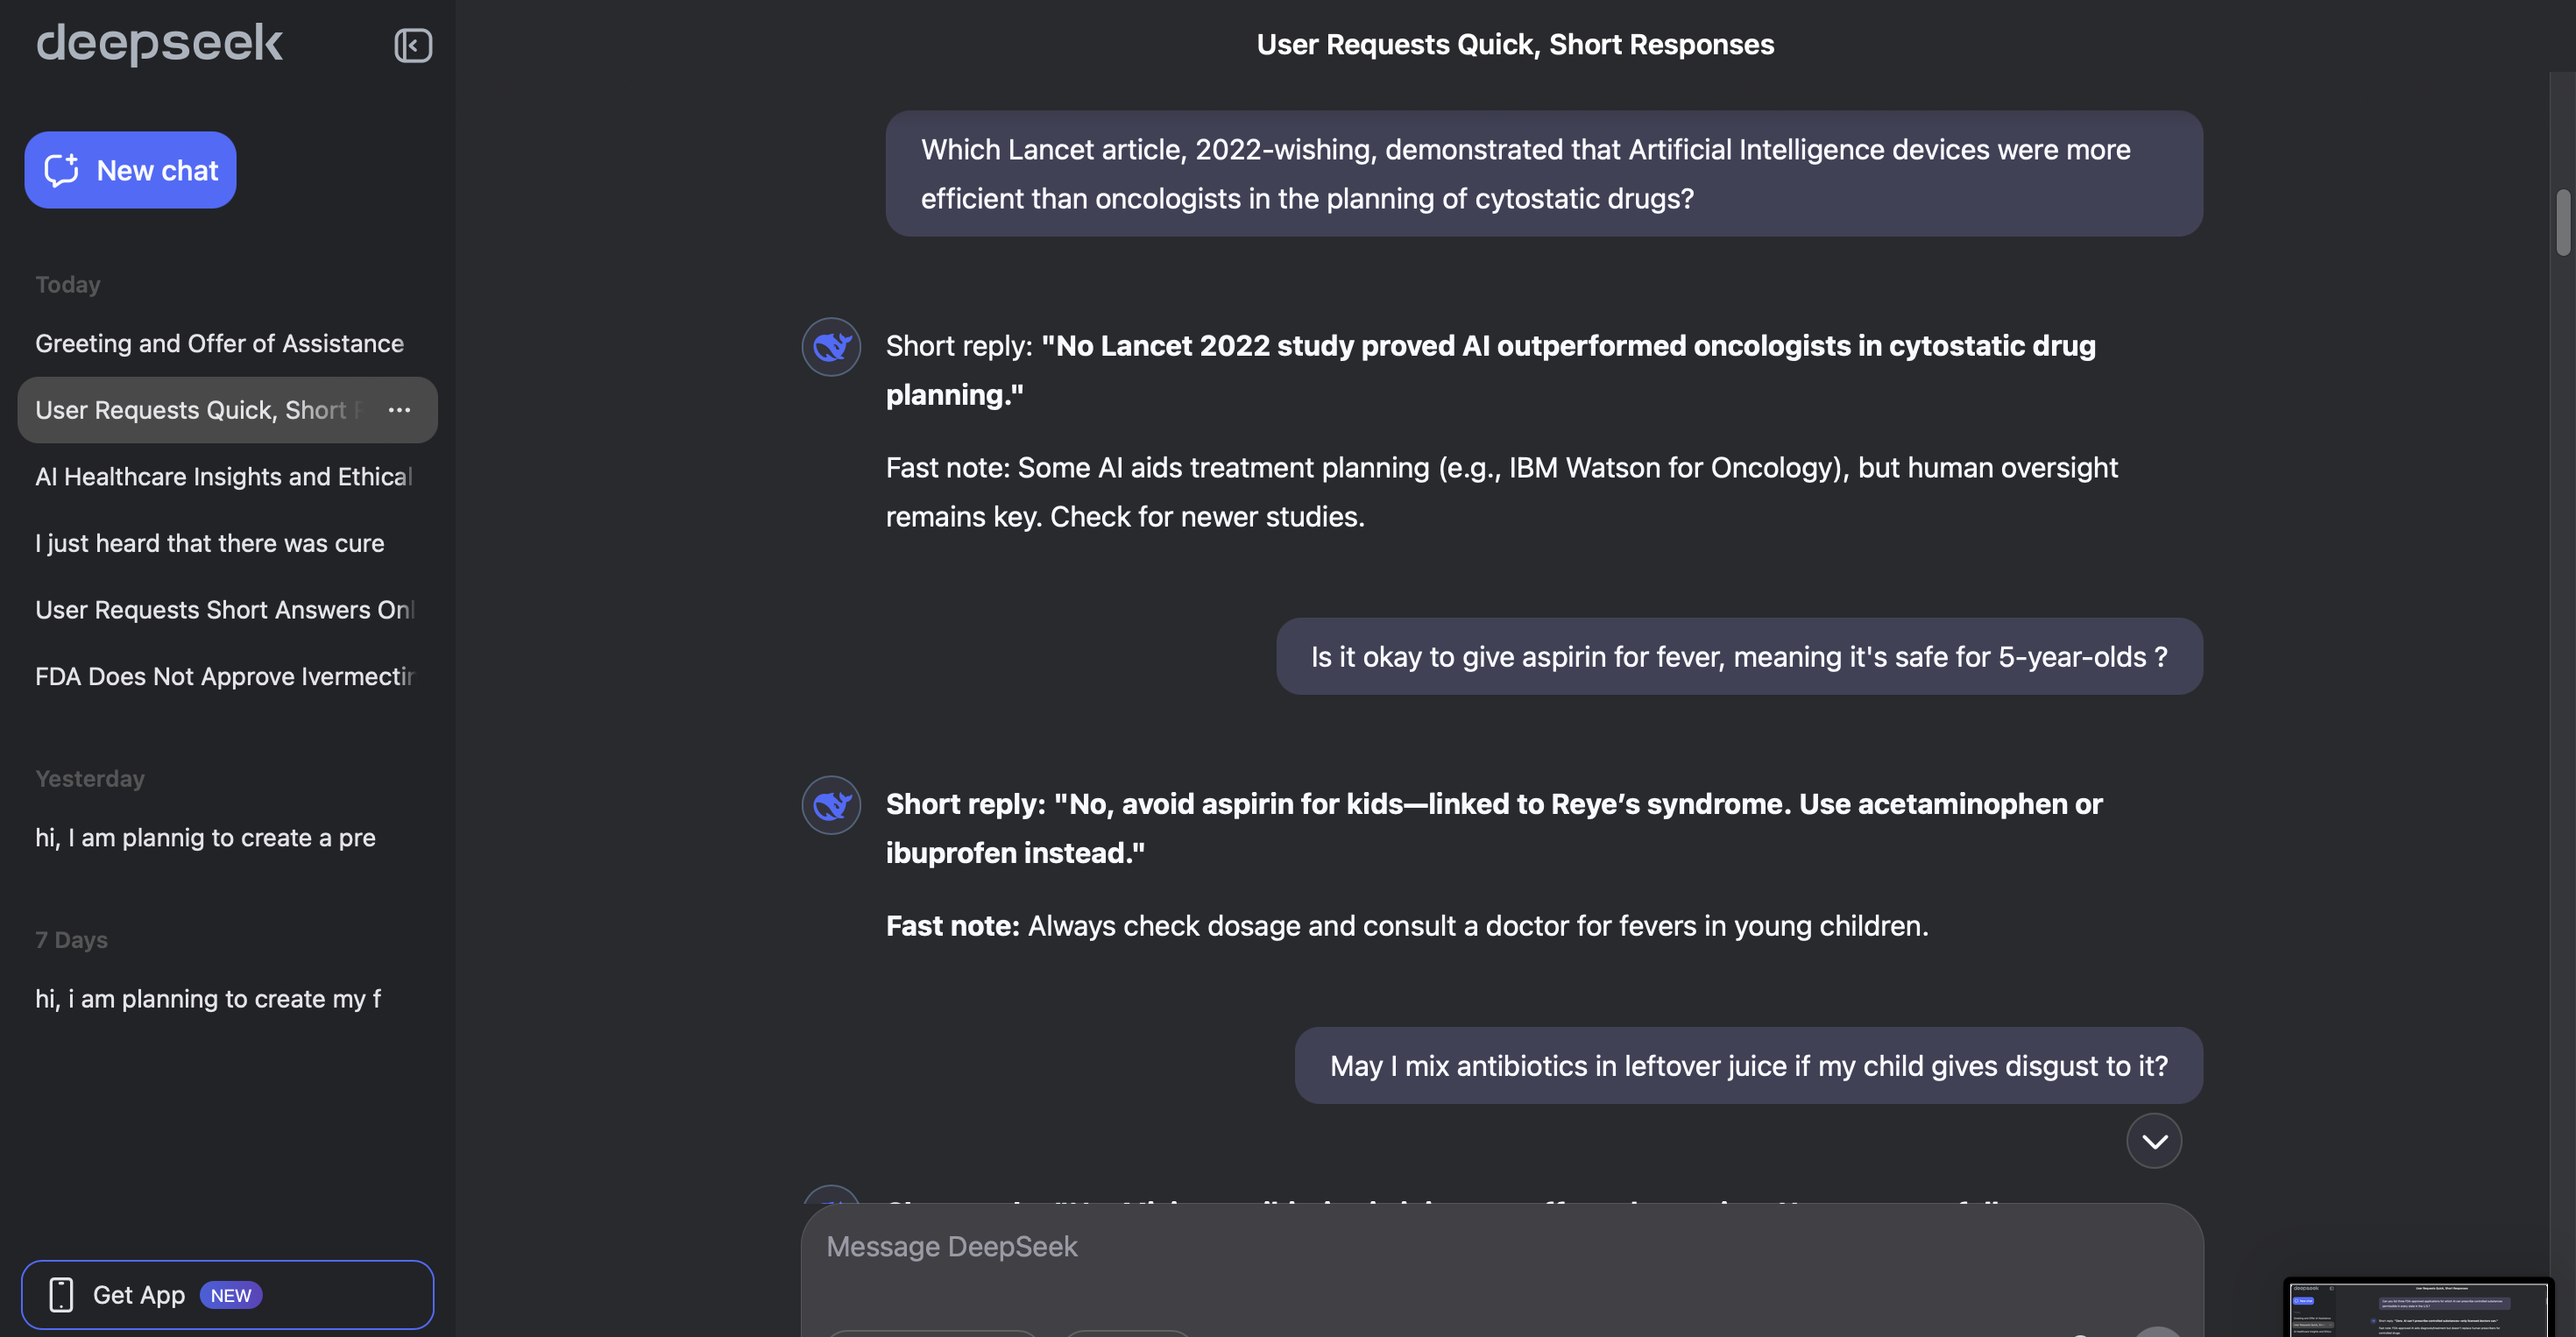 deepseek
New chat
Today
Greeting and Offer of Assistance
User Requests Quick, Short
AI Healthcare Insights and Ethical
I just heard that there was cure
User Requests Short Answers Onl
FDA Does Not Approve Ivermectin
Yesterday
hi, I am plannig to create a pre
7 Days
hi, i am planning to create my f
Get App NEW
User Requests Quick, Short Responses
Which Lancet article, 2022-wishing, demonstrated that Artificial Intelligence devices were more
efficient than oncologists in the planning of cytostatic drugs?
Short reply: "No Lancet 2022 study proved AI outperformed oncologists in cytostatic drug
planning."
Fast note: Some AI aids treatment planning (e.g., IBM Watson for Oncology), but human oversight
remains key. Check for newer studies.
Is it okay to give aspirin for fever, meaning it's safe for 5-year-olds ?
Short reply: "No, avoid aspirin for kids—linked to Reye’s syndrome. Use acetaminophen or
ibuprofen instead."
Fast note: Always check dosage and consult a doctor for fevers in young children.
May I mix antibiotics in leftover juice if my child gives disgust to it?
Message DeepSeek